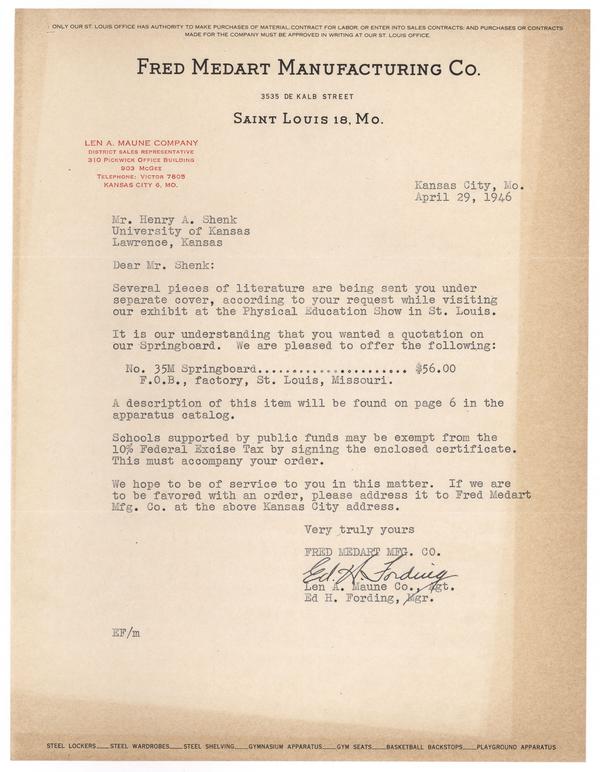 ONLY OUR ST. LOUIS OFFICE HAS AUTHORITY TO MAKE PURCHASES OF MATERIAL, CONTRACT FOR LABOR, OR ENTER INTO SALES CONTRACTS; AND PURCHASES OR CONTRACTS
MADE FOR THE COMPANY MUST BE APPROVED IN WRITING AT OUR ST. LOUIS OFFICE.
FRED MEDART MANUFACTURING CO.
3535 DE KALB STREET
SAINT LOUIS 18, MO.
LEN A. MAUNE COMPANY
DISTRICT SALES REPRESENTATIVE
310 PICKWICK OFFICE BUILDING
903 MCGEE
TELEPHONE: VICTOR 7805
KANSAS CITY 6, MO.
Kansas City, Mo.
April 29, 1946
Mr. Henry A. Shenk
University of Kansas
Lawrence, Kansas
Dear Mr. Shenk:
Several pieces of literature are being sent you under
separate cover, according to your request while visiting
our exhibit at the Physical Education Show in St. Louis.
It is our understanding that you wanted a quotation on
our Springboard. We are pleased to offer the following:
No. 35M Springboard...................... $56.00
F.O.B., factory, St. Louis, Missouri.
A description of this item will be found on page 6 in the
apparatus catalog.
Schools supported by public funds may be exempt from the
10% Federal Excise Tax by signing the enclosed certificate.
This must accompany your order.
We hope to be of service to you in this matter. If we are
to be favored with an order, please address it to Fred Medart
Mfg. Co. at the above Kansas City address.
Very truly yours
FRED MEDART MFG. CO.
Ed. H. Fording
Len A. Maune Co., Agt.
Ed H. Fording, Mgr.
EF/m
STEEL LOCKERS___STEEL WARDROBES___STEEL SHELVING___GYMNASIUM APPARATUS___GYM SEATS___BASKETBALL BACKSTOPS___PLAYGROUND APPARATUS